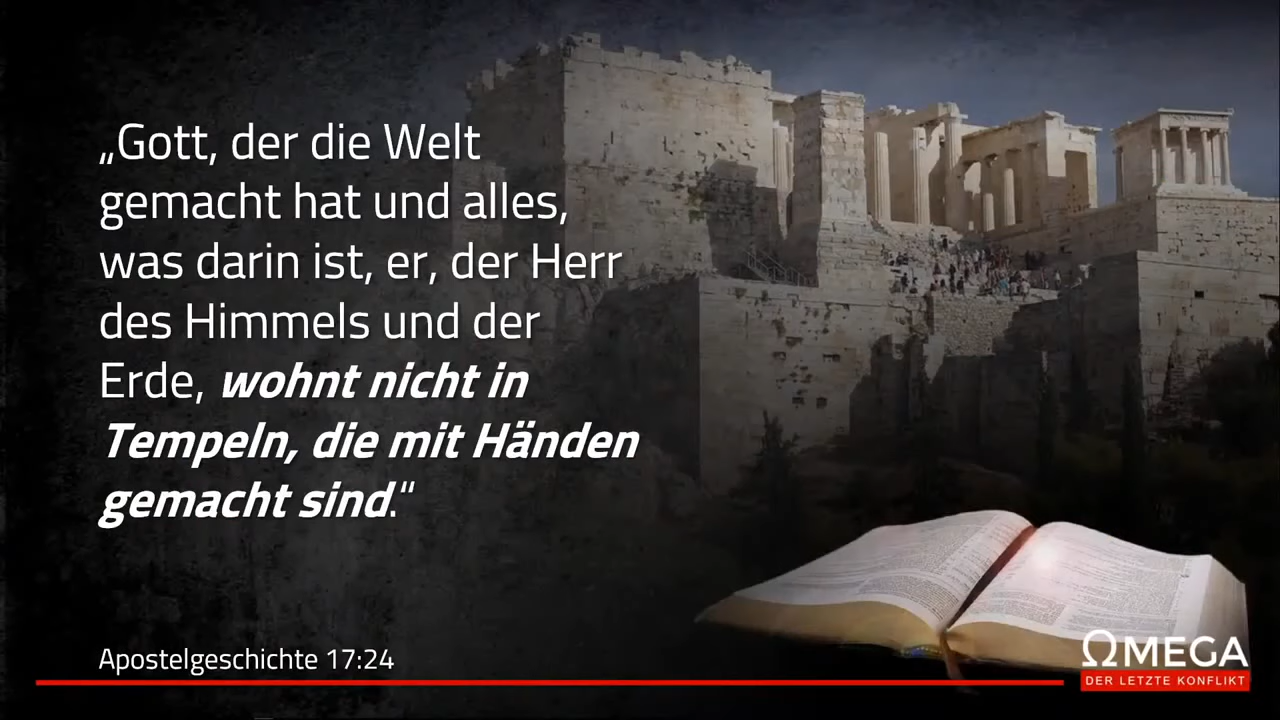 „Gott, der die Welt
gemacht hat und alles,
was darin ist, er, der Herr
des Himmels und der
Erde, wohnt nicht in
Tempeln, die mit Händen
gemacht sind.“
Apostelgeschichte 17:24
ΩMEGA
DER LETZTE KONFLIKT